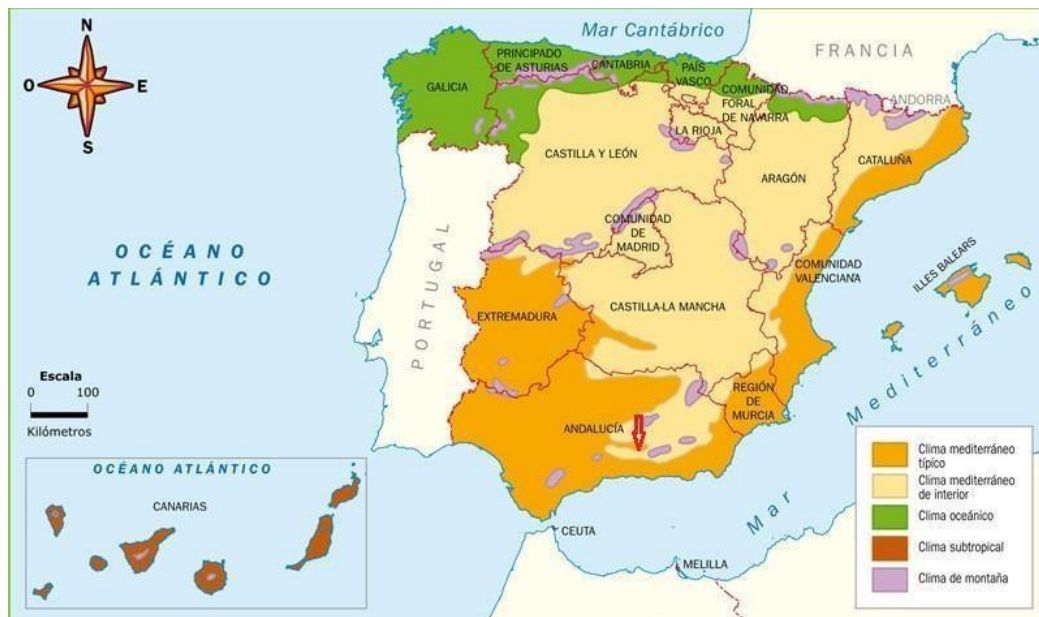 N
O
E
S
Mar Cantábrico
FRANCIA
ANDORRA
PRINCIPADO
DE ASTURIAS
CANTABRIA
PAÍS
VASCO
GALICIA
COMUNIDAD
FORAL
DE NAVARRA
LA RIOJA
CASTILLA Y LEÓN
CATALUÑA
ARAGÓN
COMUNIDAD
DE
MADRID
OCÉANO
ATLÁNTICO
PORTUGAL
COMUNIDAD
VALENCIANA
ILLES BALEARS
CASTILLA-LA MANCHA
EXTREMADURA
Mar Mediterráneo
REGIÓN
DE
MURCIA
ANDALUCÍA
Escala
0 100
Kilómetros
OCÉANO ATLÁNTICO
CANARIAS
CEUTA
MELILLA
Clima mediterráneo
típico
Clima mediterráneo
de interior
Clima oceánico
Clima subtropical
Clima de montaña